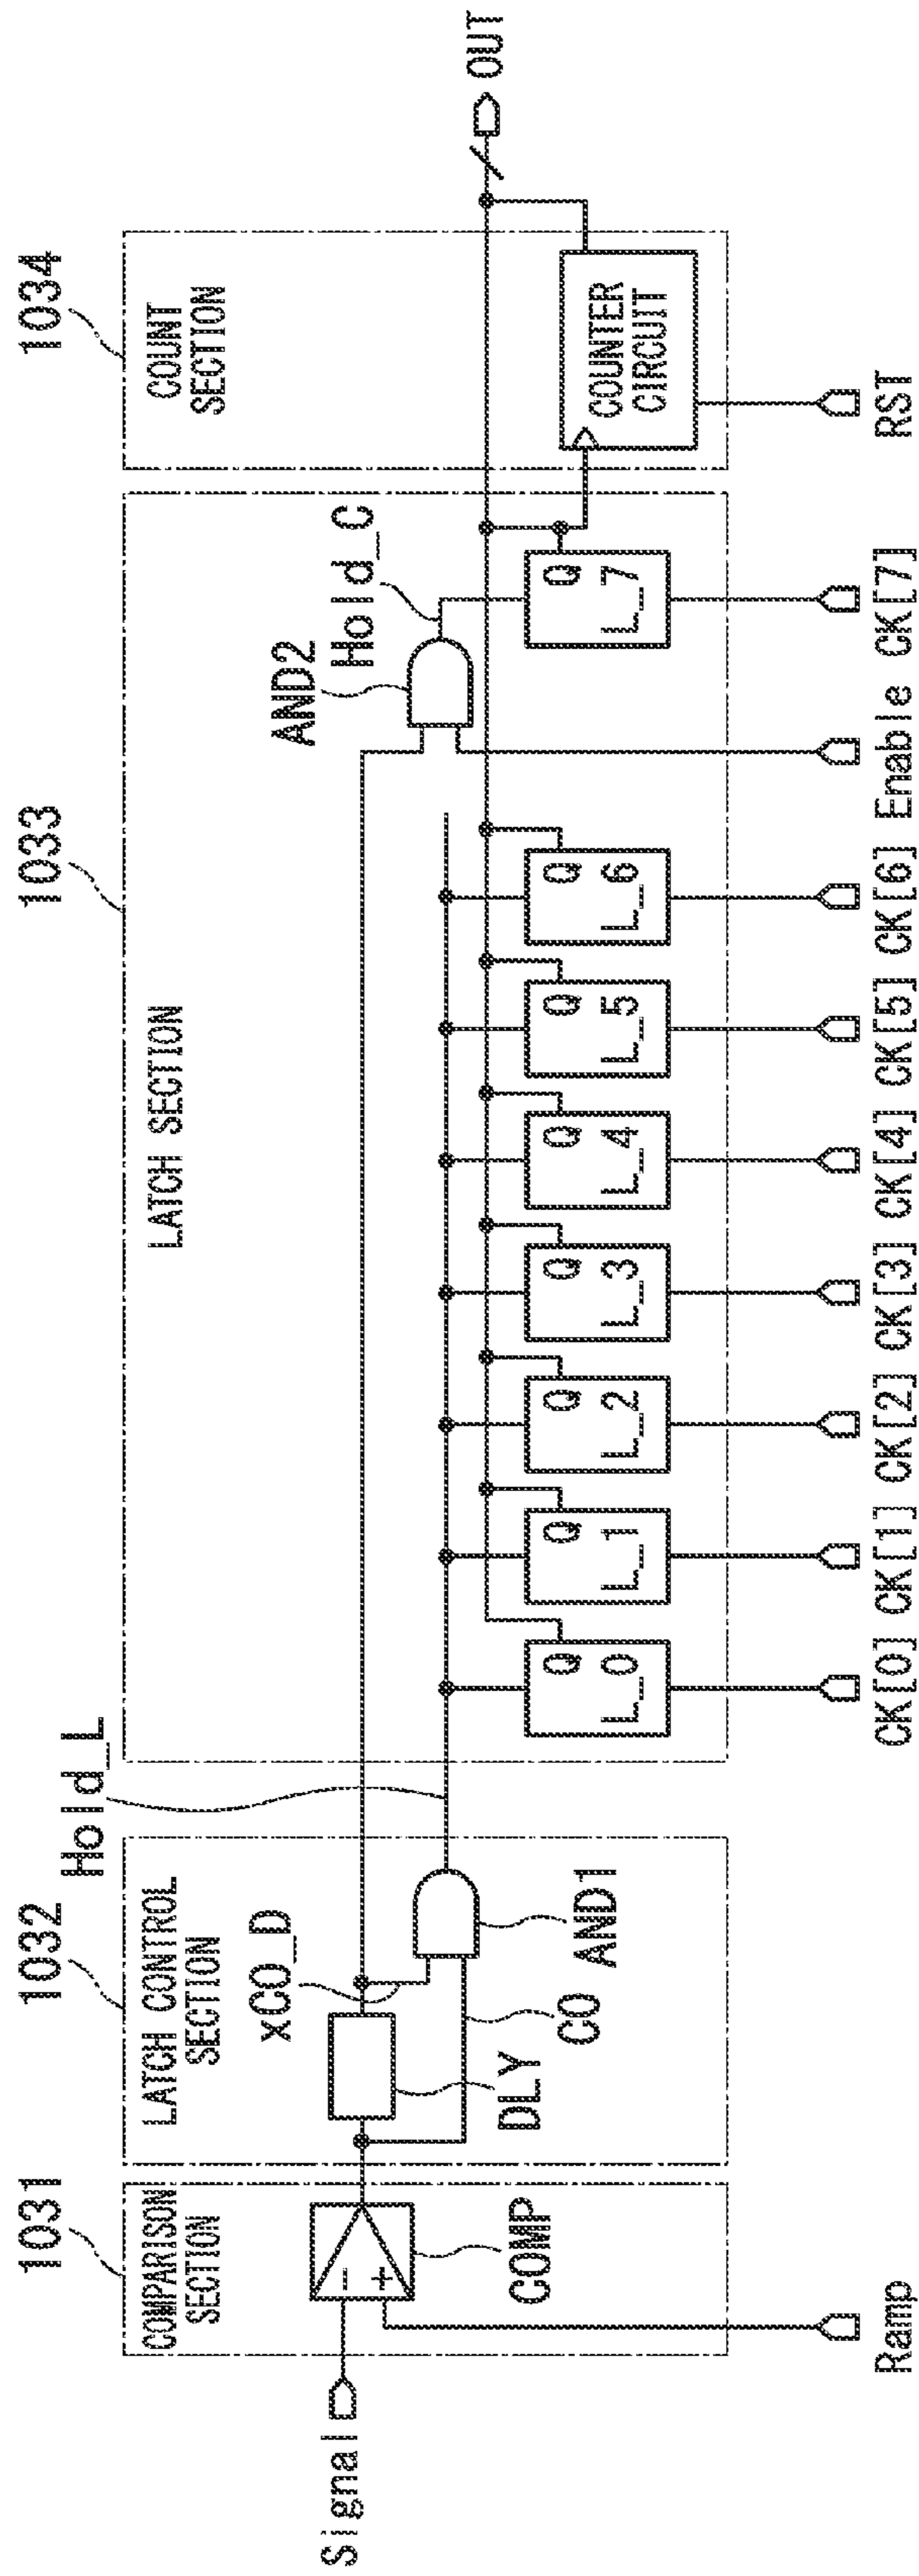 1031
1032
1033
1034
COMPARISON
SECTION
LATCH CONTROL
SECTION
LATCH SECTION
COUNT
SECTION
Hold_L
xCO_D
AND2
Hold_C
Signal
-
+
COMP
DLY
CO
AND1
Q
L_0
Q
L_1
Q
L_2
Q
L_3
Q
L_4
Q
L_5
Q
L_6
Q
L_7
COUNTER
CIRCUIT
OUT
Ramp
CK[0]
CK[1]
CK[2]
CK[3]
CK[4]
CK[5]
CK[6]
Enable
CK[7]
RST